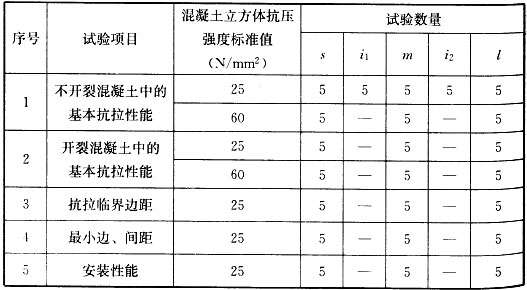 序号 试验项目 混凝土立方体抗压强度标准值（N/mm²） 试验数量
s i₁ m i₂ l
1 不开裂混凝土中的基本抗拉性能 25 5 5 5 5 5
60 5 — 5 — 5
2 开裂混凝土中的基本抗拉性能 25 5 — 5 — 5
60 5 — 5 — 5
3 抗拉临界边距 25 5 — 5 — 5
4 最小边、间距 25 5 — 5 — 5
5 安装性能 25 5 — 5 — 5